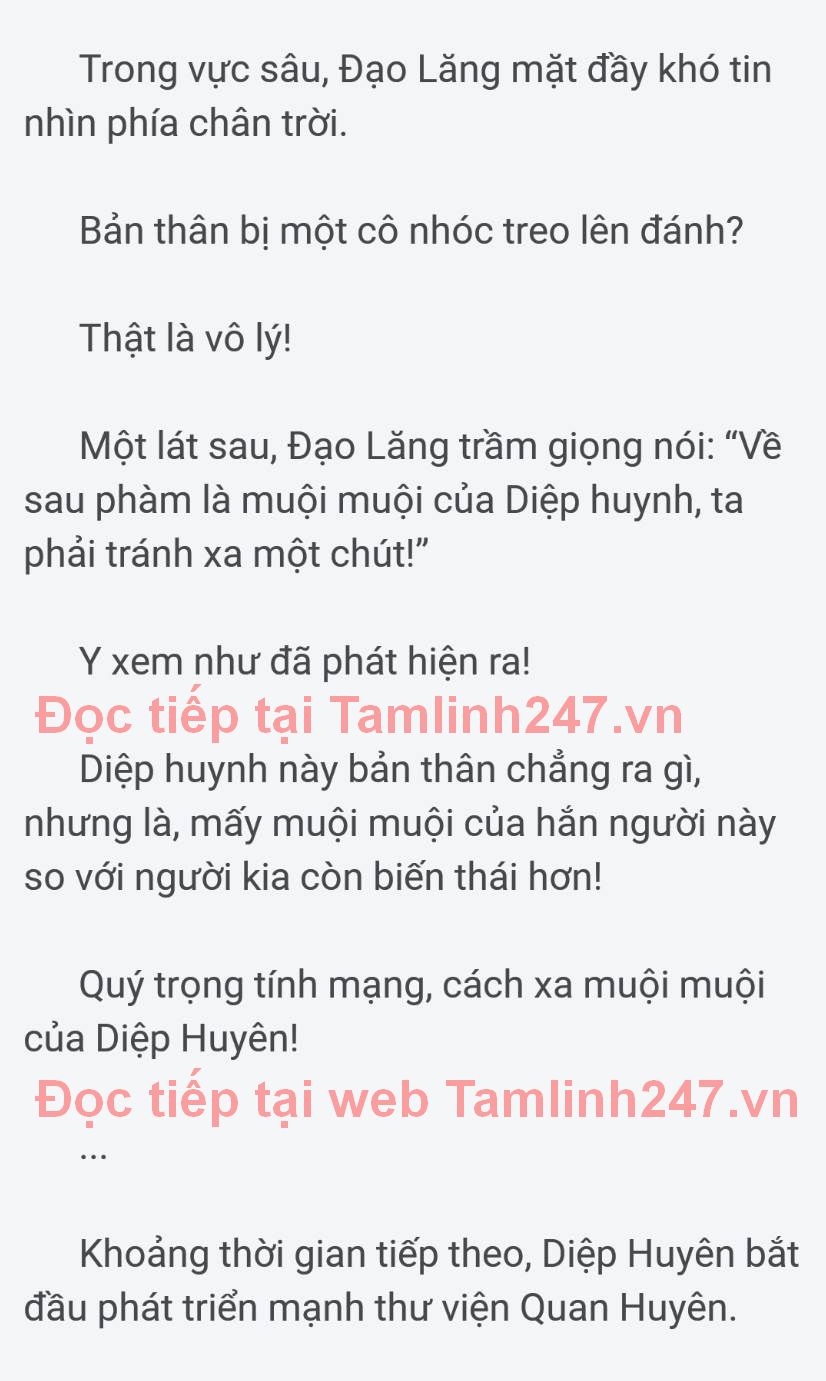 Trong vực sâu, Đạo Lăng mặt đầy khó tin
nhìn phía chân trời.
Bản thân bị một cô nhóc treo lên đánh?
Thật là vô lý!
Một lát sau, Đạo Lăng trầm giọng nói: “Về
sau phàm là muội muội của Diệp huynh, ta
phải tránh xa một chút!”
Y xem như đã phát hiện ra!
Đọc tiếp tại Tamlinh247.vn
Diệp huynh này bản thân chẳng ra gì,
nhưng là, mấy muội muội của hắn người này
so với người kia còn biến thái hơn!
Quý trọng tính mạng, cách xa muội muội
của Diệp Huyên!
Đọc tiếp tại web Tamlinh247.vn
...
Khoảng thời gian tiếp theo, Diệp Huyên bắt
đầu phát triển mạnh thư viện Quan Huyên.